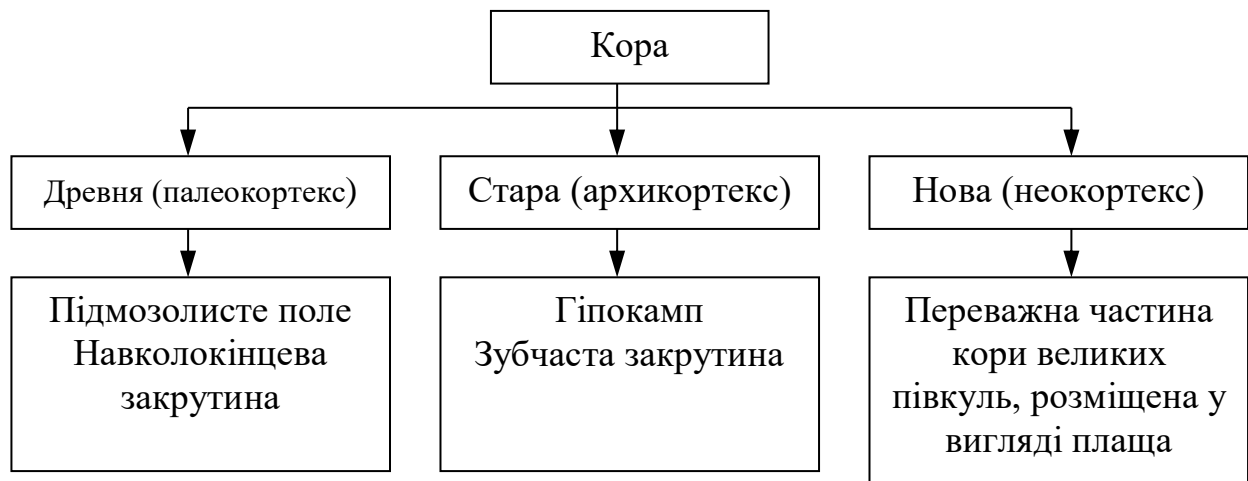 Кора
Древня (палеокортекс)
Стара (архикортекс)
Нова (неокортекс)
Підмозолисте поле
Навколокінцева
закрутина
Гіпокамп
Зубчаста закрутина
Переважна частина
кори великих
півкуль, розміщена у
вигляді плаща